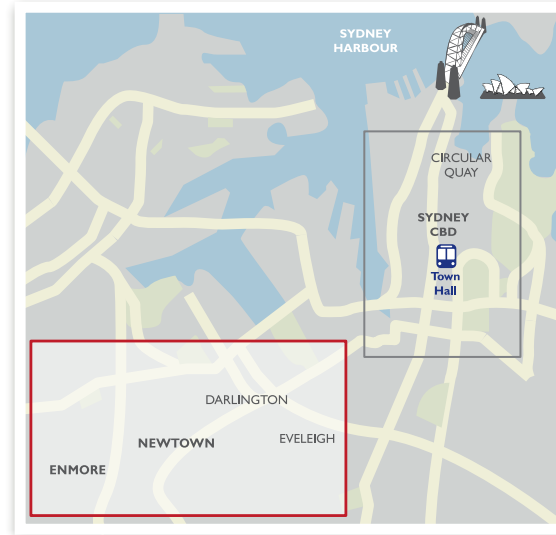 SYDNEY
HARBOUR
CIRCULAR
QUAY
SYDNEY
CBD
Town
Hall
DARLINGTON
EVELEIGH
NEWTOWN
ENMORE